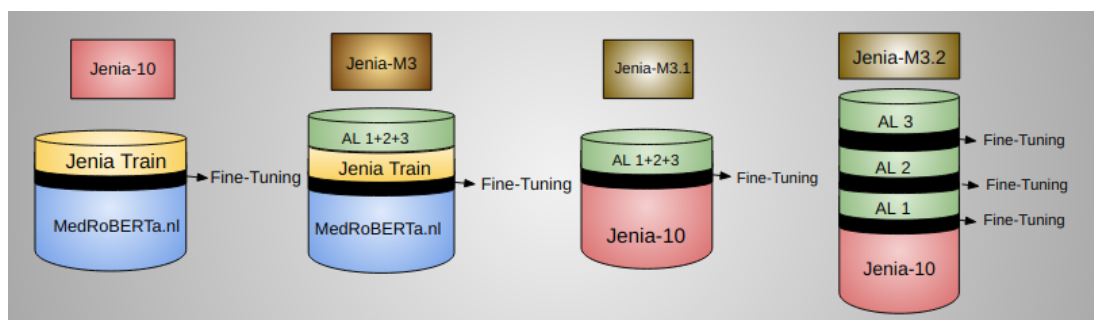 Jenia-10
Jenia Train
MedRoBERTa.nl
Fine-Tuning
Jenia-M3
AL 1+2+3
Jenia Train
MedRoBERTa.nl
Fine-Tuning
Jenia-M3.1
AL 1+2+3
Jenia-10
Fine-Tuning
Jenia-M3.2
AL 3
AL 2
AL 1
Jenia-10
Fine-Tuning
Fine-Tuning
Fine-Tuning